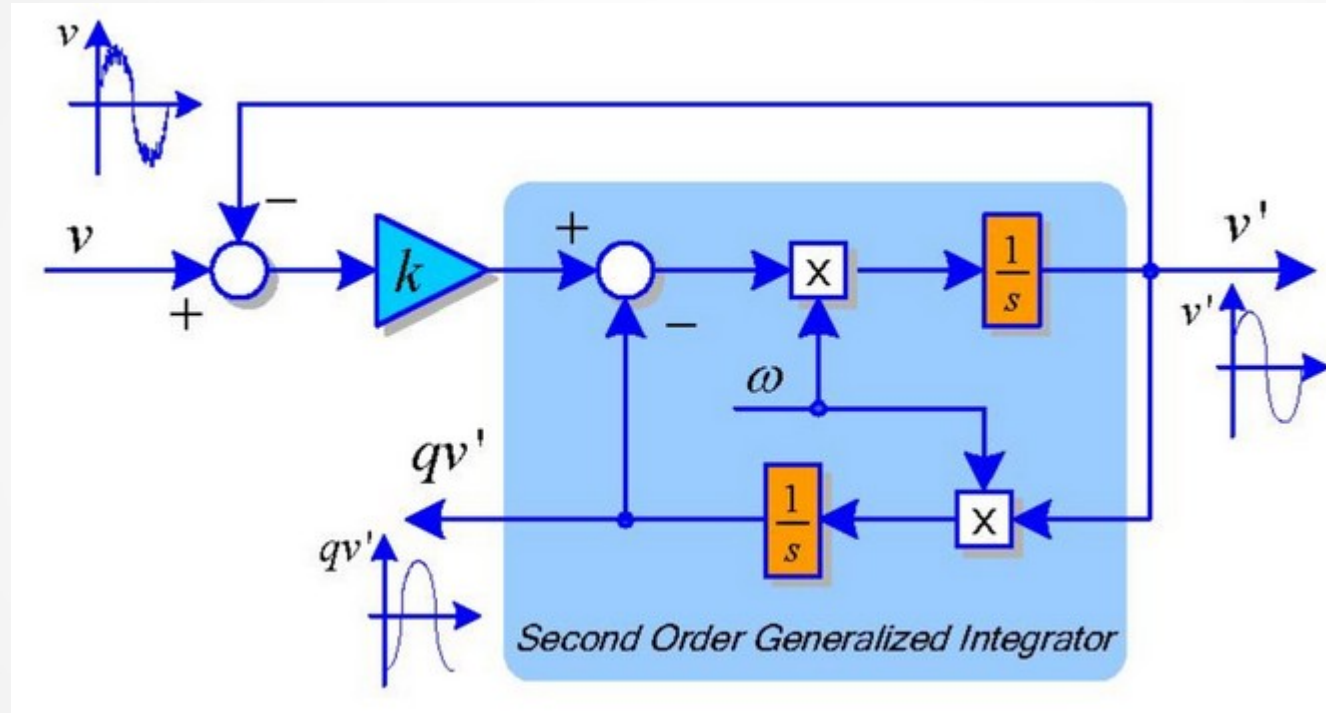 v
−
v
+
k
+
−
X
1
s
v'
v'
ω
qv'
1
s
X
qv'
Second Order Generalized Integrator